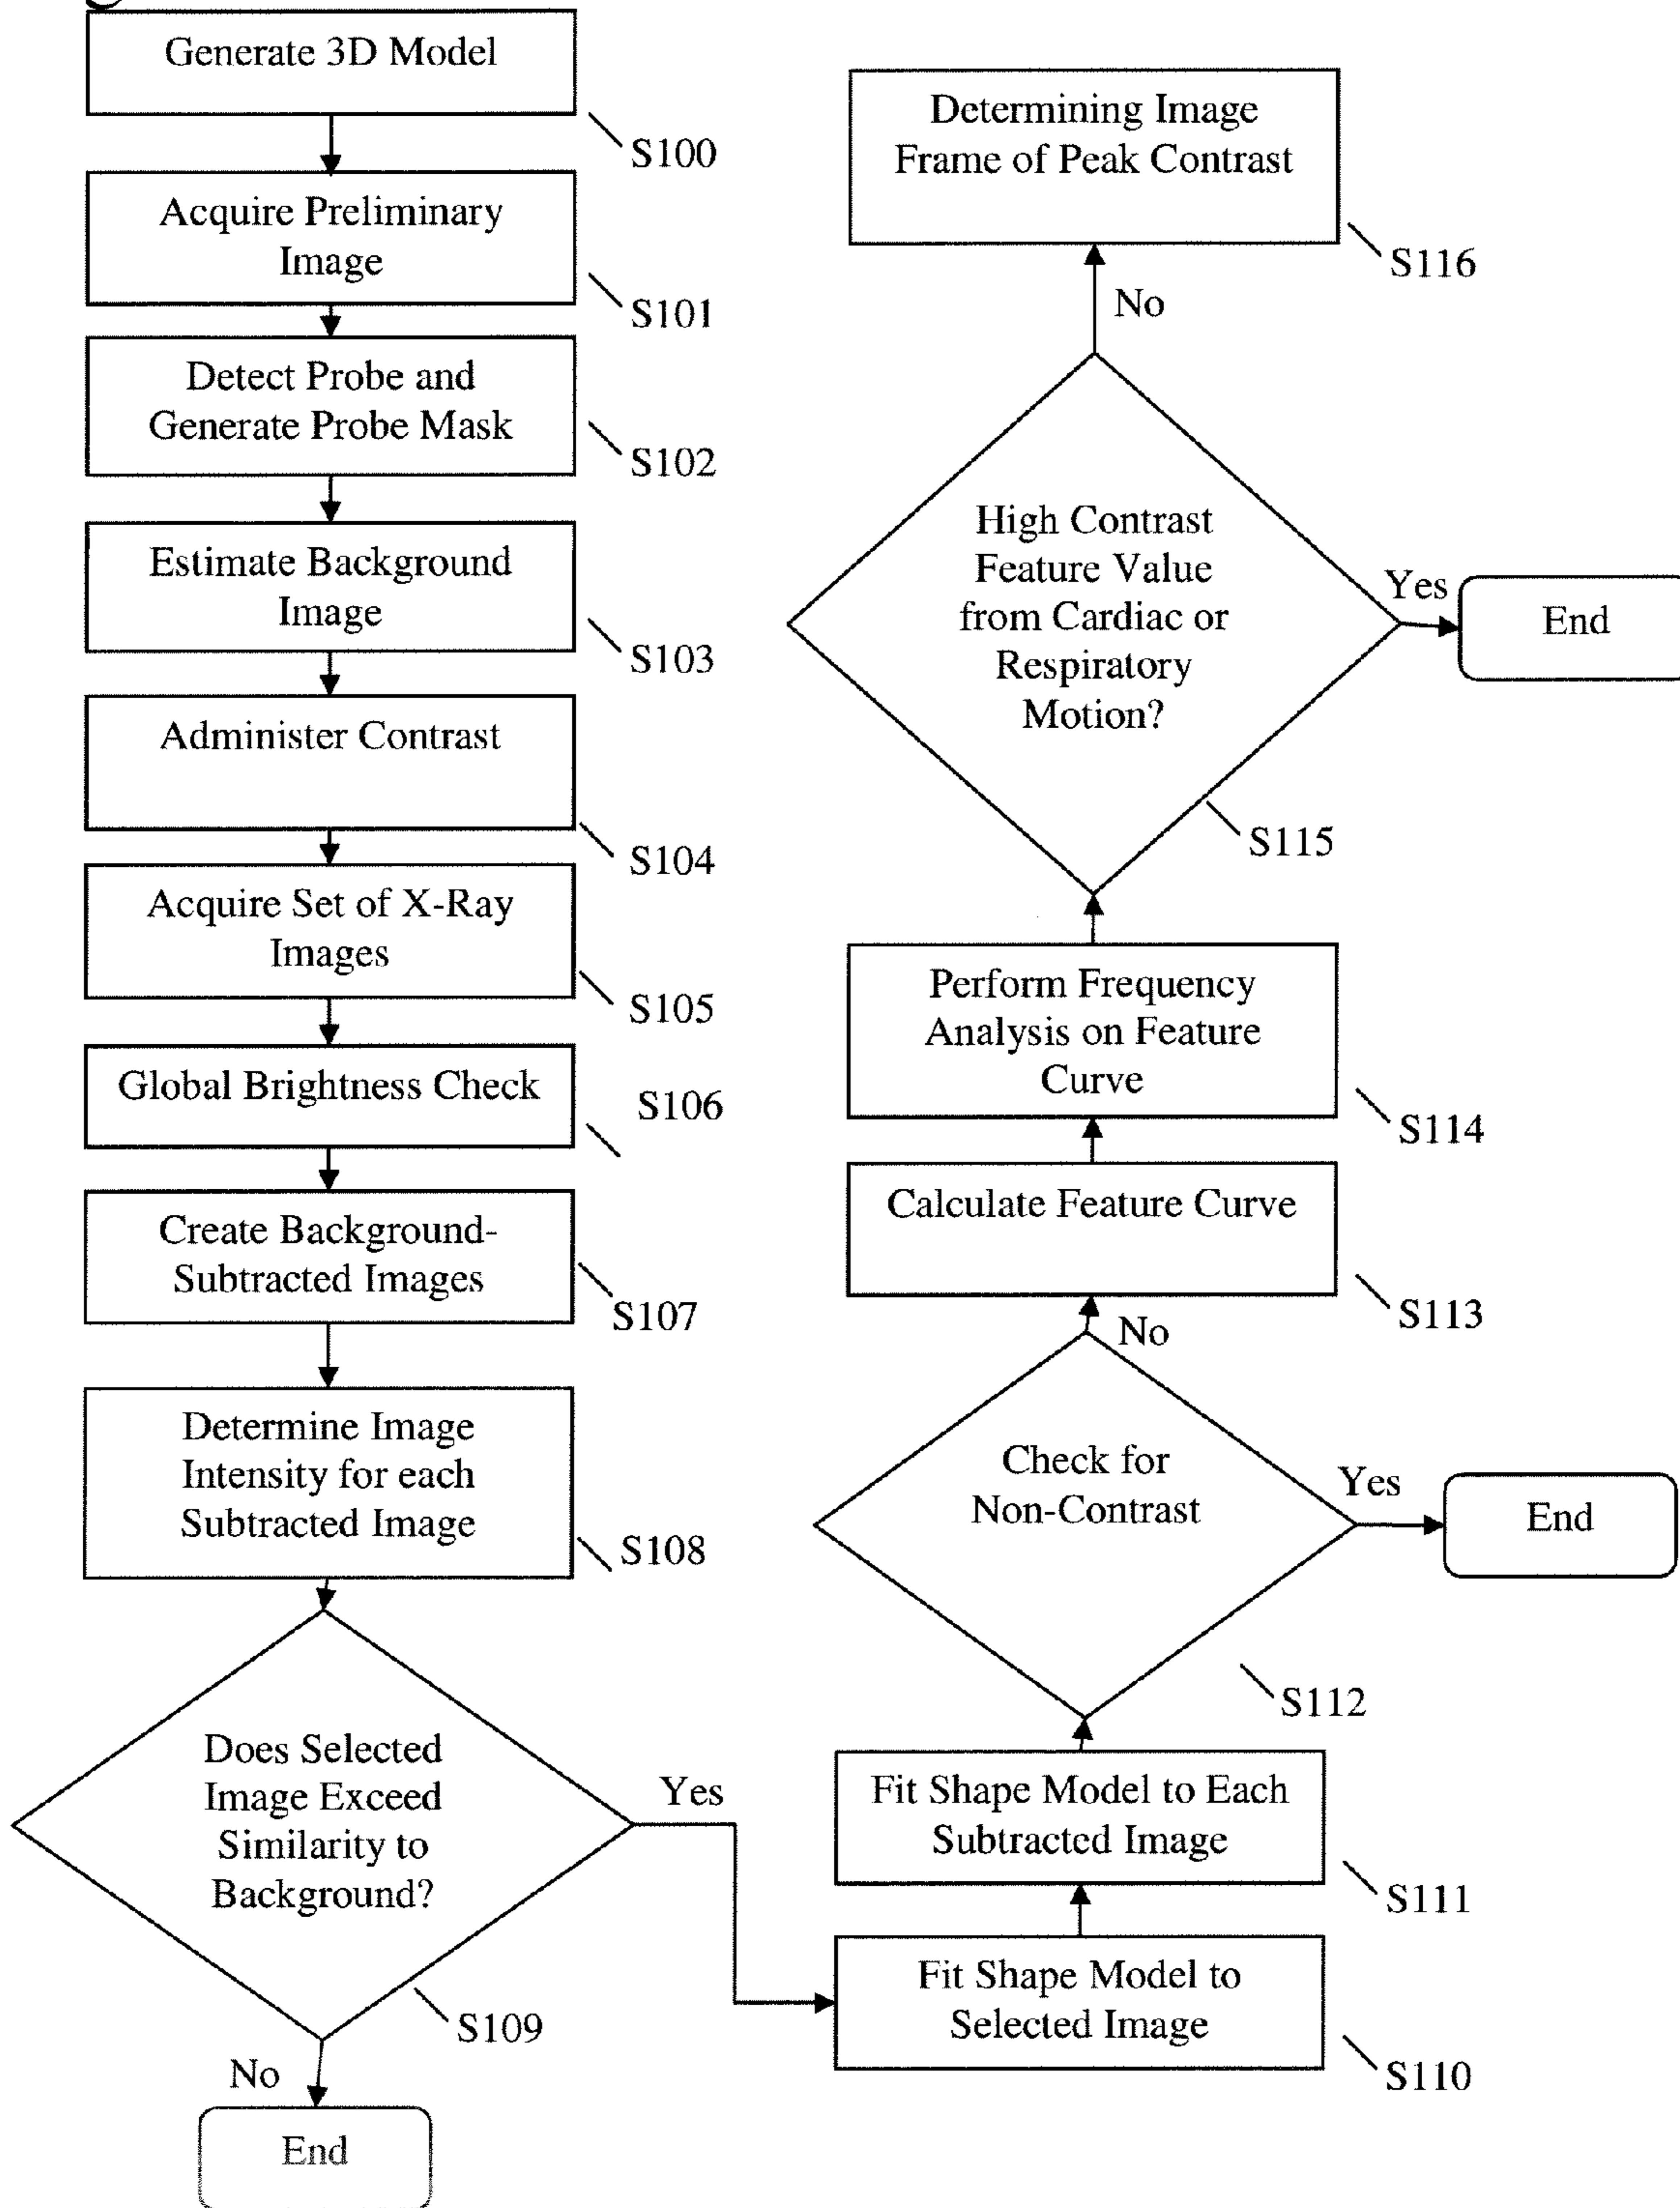 Generate 3D Model
S100
Acquire Preliminary
Image
S101
Detect Probe and
Generate Probe Mask
S102
Estimate Background
Image
S103
Administer Contrast
S104
Acquire Set of X-Ray
Images
S105
Global Brightness Check
S106
Create Background-
Subtracted Images
S107
Determine Image
Intensity for each
Subtracted Image
S108
Does Selected
Image Exceed
Similarity to
Background?
S109
No
End
Yes
Fit Shape Model to
Selected Image
S110
Fit Shape Model to Each
Subtracted Image
S111
Check for
Non-Contrast
S112
Yes
End
No
Calculate Feature Curve
S113
Perform Frequency
Analysis on Feature
Curve
S114
High Contrast
Feature Value
from Cardiac or
Respiratory
Motion?
S115
Yes
End
No
Determining Image
Frame of Peak Contrast
S116